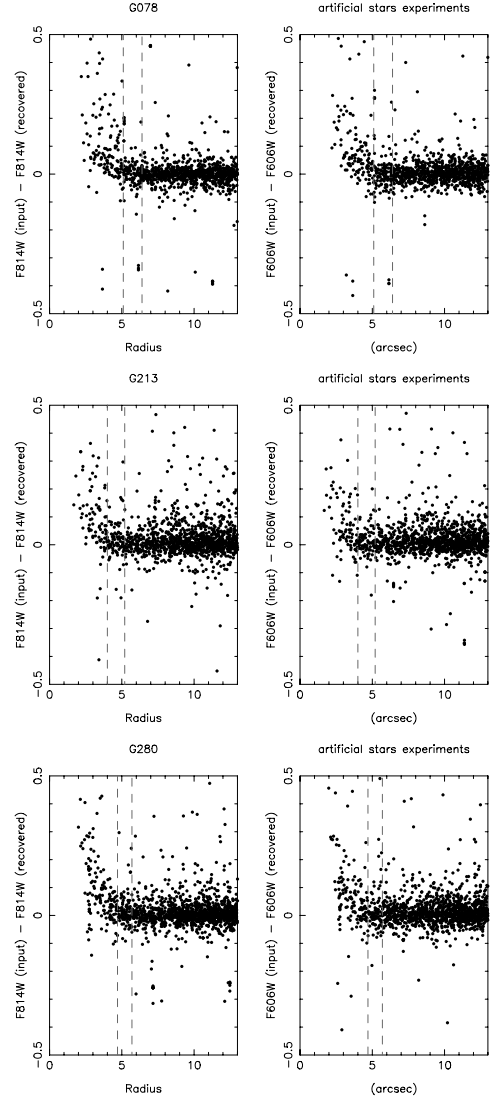 G078
artificial stars experiments
F814W (input) − F814W (recovered)
0.5
0
−0.5
0 5 10
Radius
F606W (input) − F606W (recovered)
0.5
0
−0.5
0 5 10
(arcsec)
G213
artificial stars experiments
F814W (input) − F814W (recovered)
0.5
0
−0.5
0 5 10
Radius
F606W (input) − F606W (recovered)
0.5
0
−0.5
0 5 10
(arcsec)
G280
artificial stars experiments
F814W (input) − F814W (recovered)
0.5
0
−0.5
0 5 10
Radius
F606W (input) − F606W (recovered)
0.5
0
−0.5
0 5 10
(arcsec)